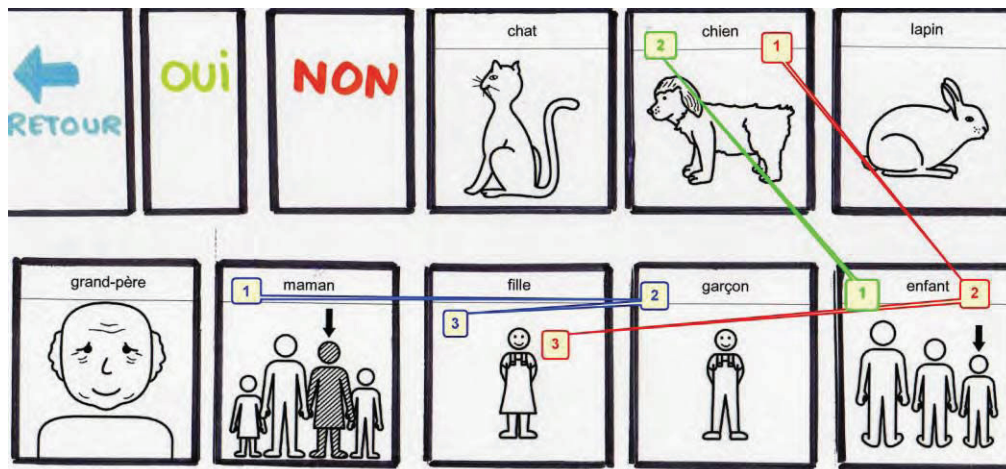 chat
chien
lapin
2
1
OUi
NON
RETOUR
grand-père
maman
fille
garçon
enfant
1
2
1
2
3
3